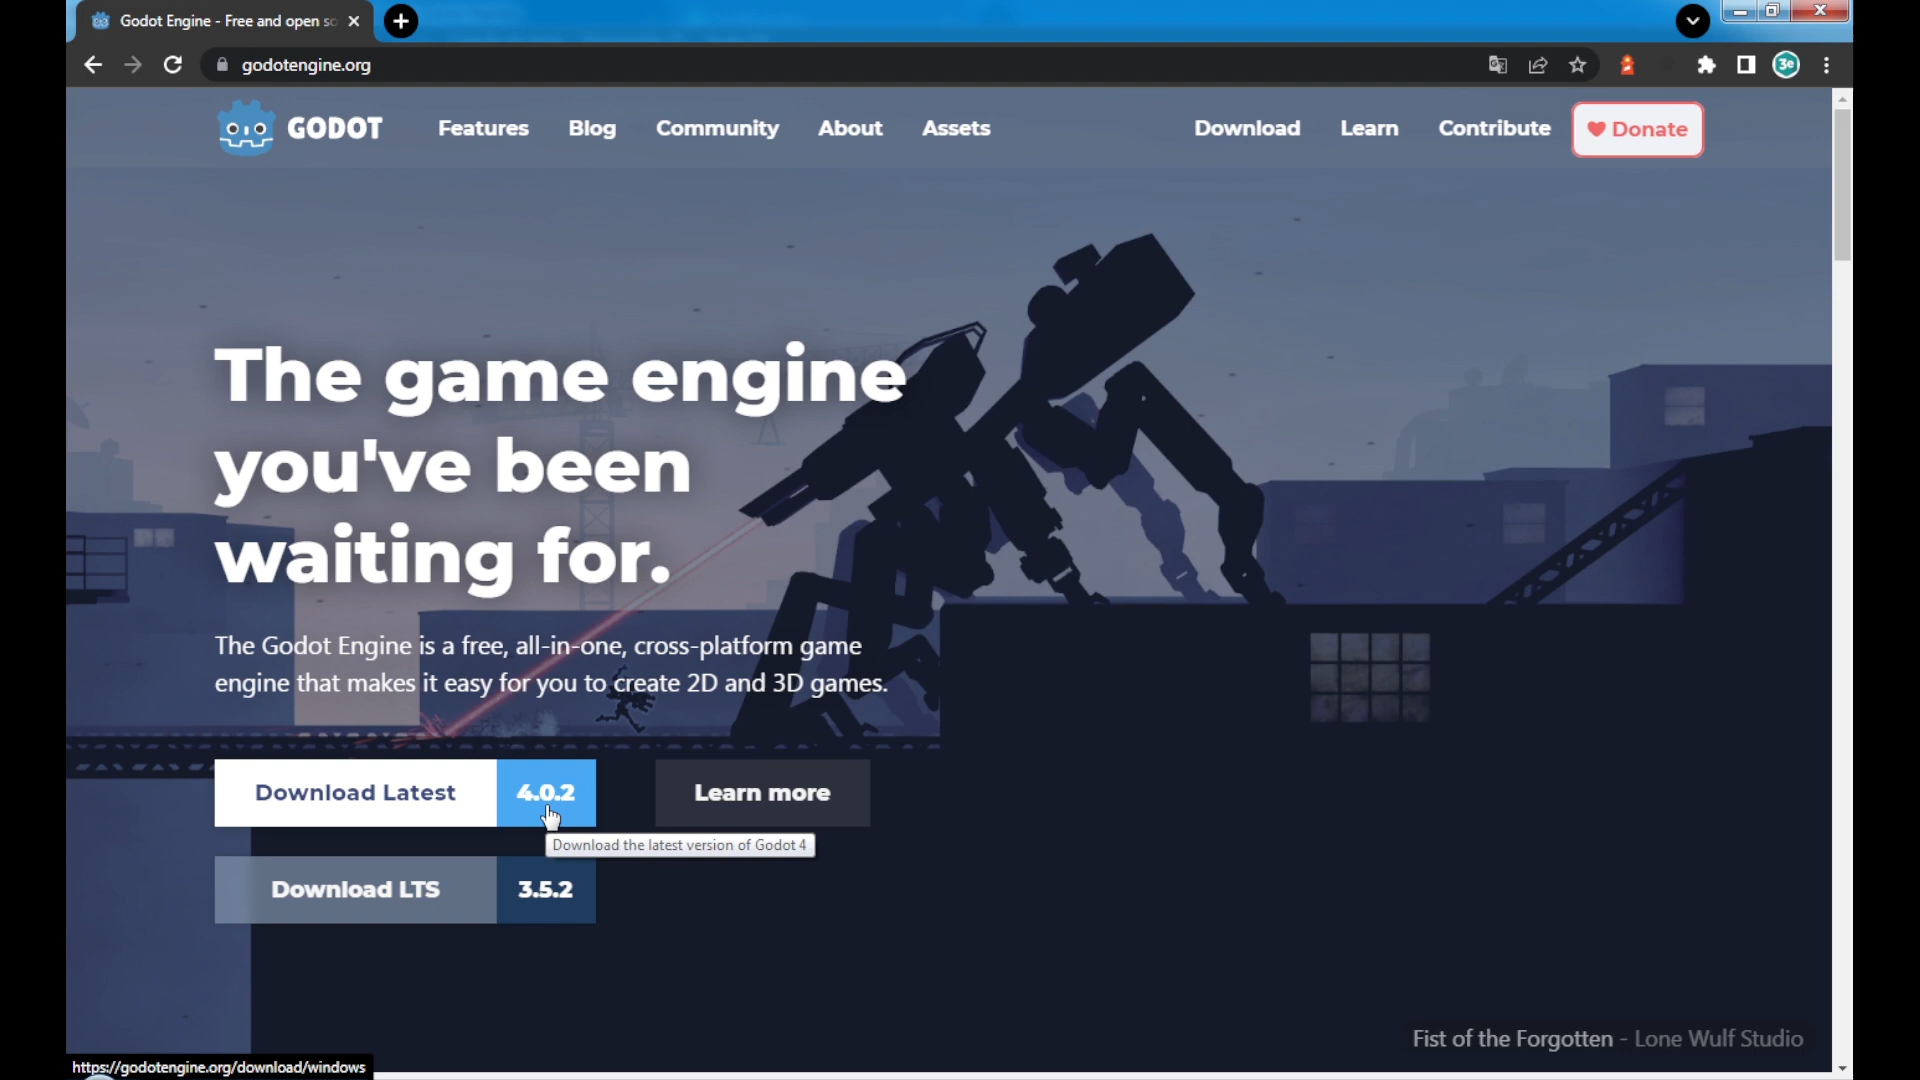 Godot Engine - Free and open so
godotengine.org
3e
GODOT
Features
Blog
Community
About
Assets
Download
Learn
Contribute
Donate
The game engine
you've been
waiting for.
The Godot Engine is a free, all-in-one, cross-platform game
engine that makes it easy for you to create 2D and 3D games.
Download Latest 4.0.2
Learn more
Download the latest version of Godot 4
Download LTS 3.5.2
Fist of the Forgotten - Lone Wulf Studio
https://godotengine.org/download/windows